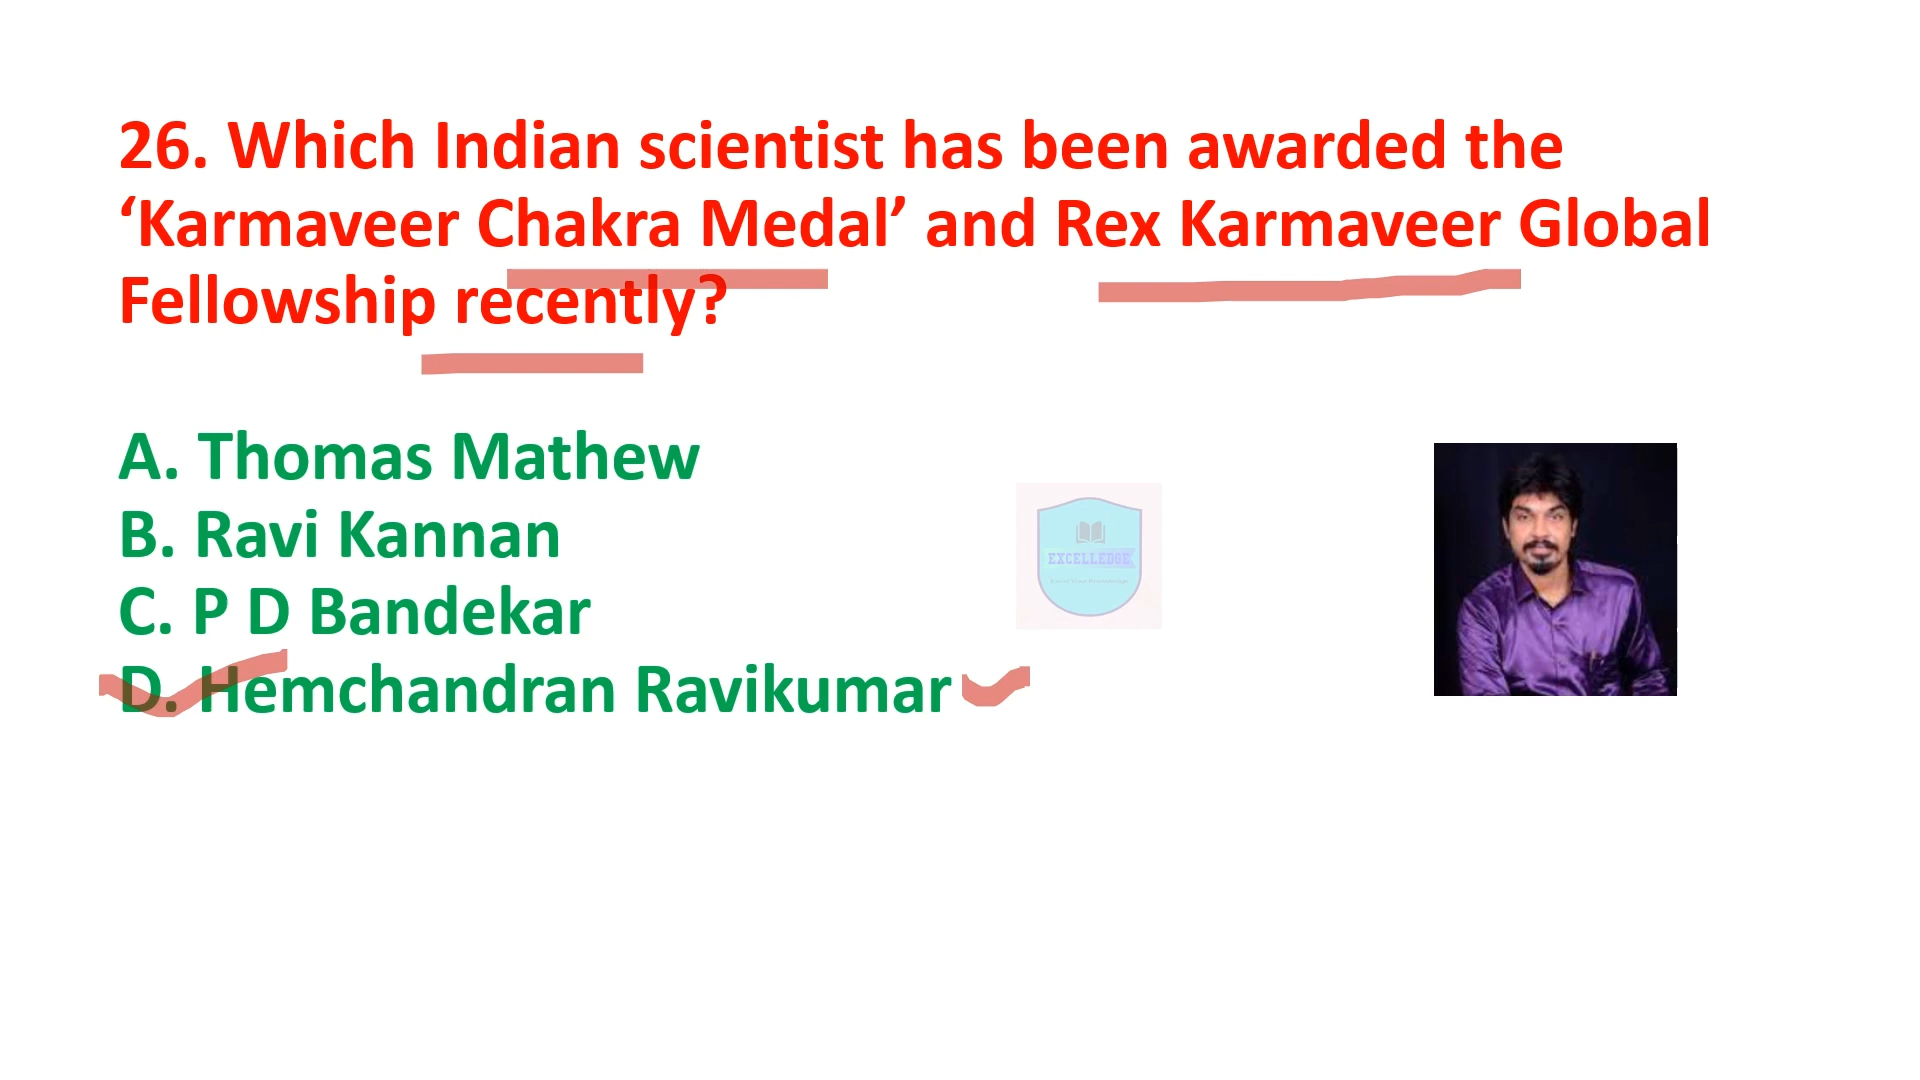 26. Which Indian scientist has been awarded the
‘Karmaveer Chakra Medal’ and Rex Karmaveer Global
Fellowship recently?
A. Thomas Mathew
B. Ravi Kannan
C. P D Bandekar
D. Hemchandran Ravikumar
EXCELLEDGE